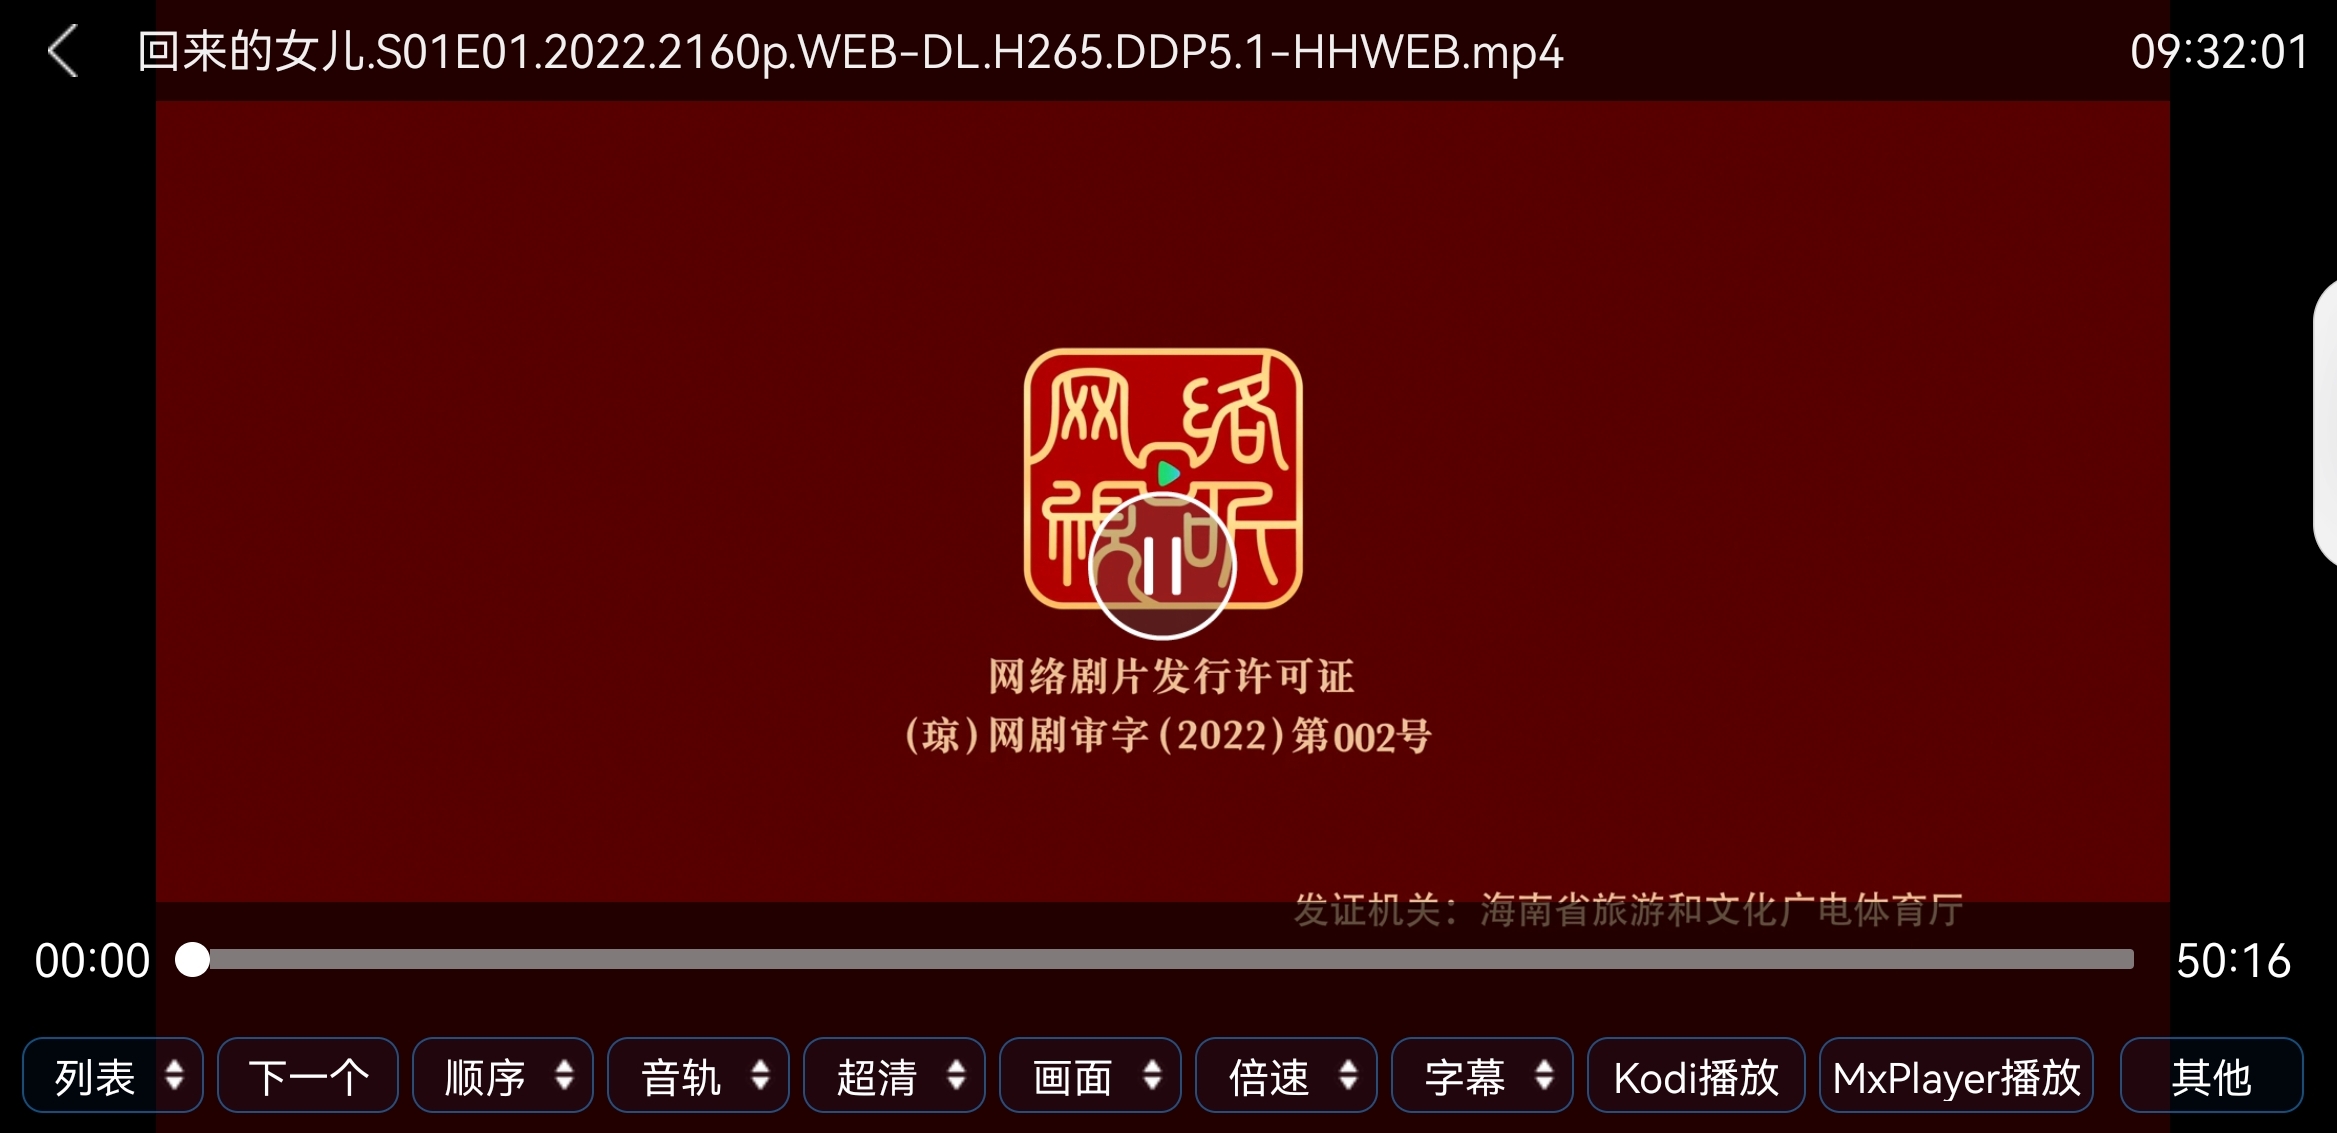 回来的女儿.S01E01.2022.2160p.WEB-DL.H265.DDP5.1-HHWEB.mp4
09:32:01
网络
视听
网络剧片发行许可证
(琼)网剧审字(2022)第002号
发证机关：海南省旅游和文化广电体育厅
00:00
50:16
列表
下一个
顺序
音轨
超清
画面
倍速
字幕
Kodi播放
MxPlayer播放
其他